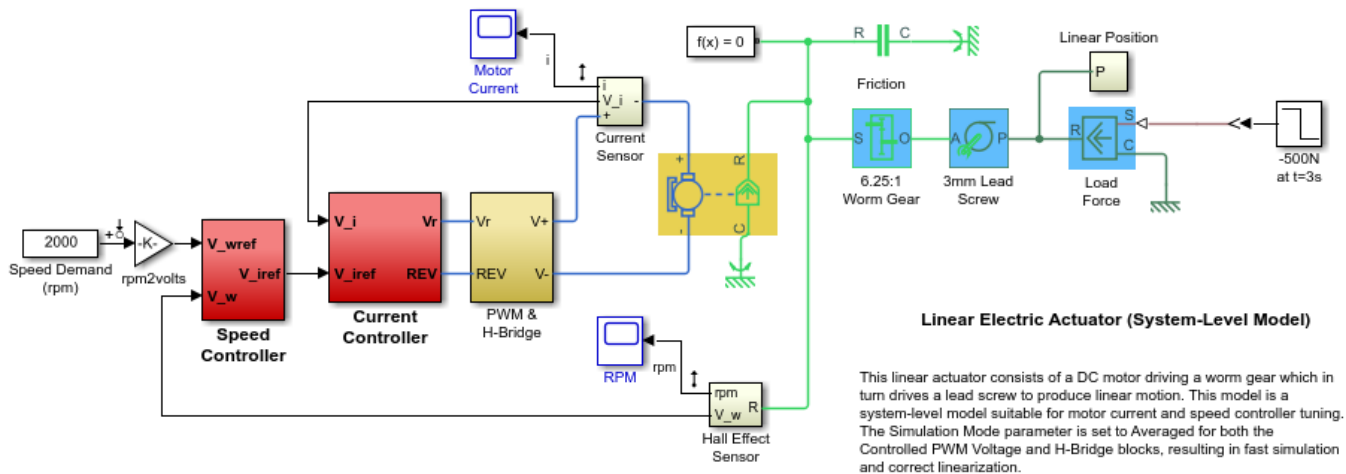 Motor
Current
i
i
V_i
-
+
Current
Sensor
f(x) = 0
R
C
Friction
Linear Position
P
S
O
6.25:1
Worm Gear
A
P
3mm Lead
Screw
R
S
C
Load
Force
-500N
at t=3s
+
-
R
C
2000
Speed Demand
(rpm)
+
-K-
rpm2volts
V_wref
V_iref
V_w
Speed
Controller
V_i
Vr
V_iref
REV
Current
Controller
Vr
V+
REV
V-
PWM &
H-Bridge
RPM
rpm
rpm
R
V_w
Hall Effect
Sensor
Linear Electric Actuator (System-Level Model)
This linear actuator consists of a DC motor driving a worm gear which in
turn drives a lead screw to produce linear motion. This model is a
system-level model suitable for motor current and speed controller tuning.
The Simulation Mode parameter is set to Averaged for both the
Controlled PWM Voltage and H-Bridge blocks, resulting in fast simulation
and correct linearization.